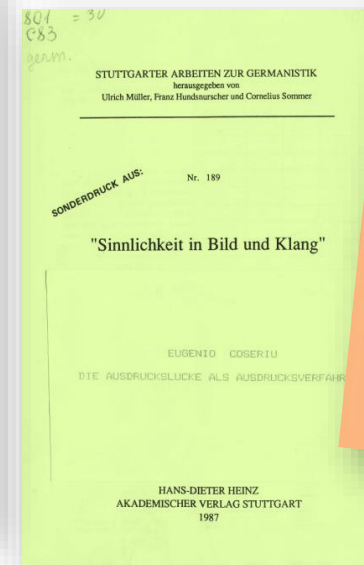 801 = 30
C83
germ.
STUTTGARTER ARBEITEN ZUR GERMANISTIK
herausgegeben von
Ulrich Müller, Franz Hundsnurscher und Cornelius Sommer
SONDERDRUCK AUS:
Nr. 189
"Sinnlichkeit in Bild und Klang"
EUGENIO COSERIU
DIE AUSDRUCKSLUCKE ALS AUSDRUCKSVERFAHR
HANS-DIETER HEINZ
AKADEMISCHER VERLAG STUTTGART
1987